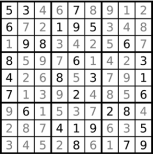 5 3 4 6 7 8 9 1 2
6 7 2 1 9 5 3 4 8
1 9 8 3 4 2 5 6 7
8 5 9 7 6 1 4 2 3
4 2 6 8 5 3 7 9 1
7 1 3 9 2 4 8 5 6
9 6 1 5 3 7 2 8 4
2 8 7 4 1 9 6 3 5
3 4 5 2 8 6 1 7 9